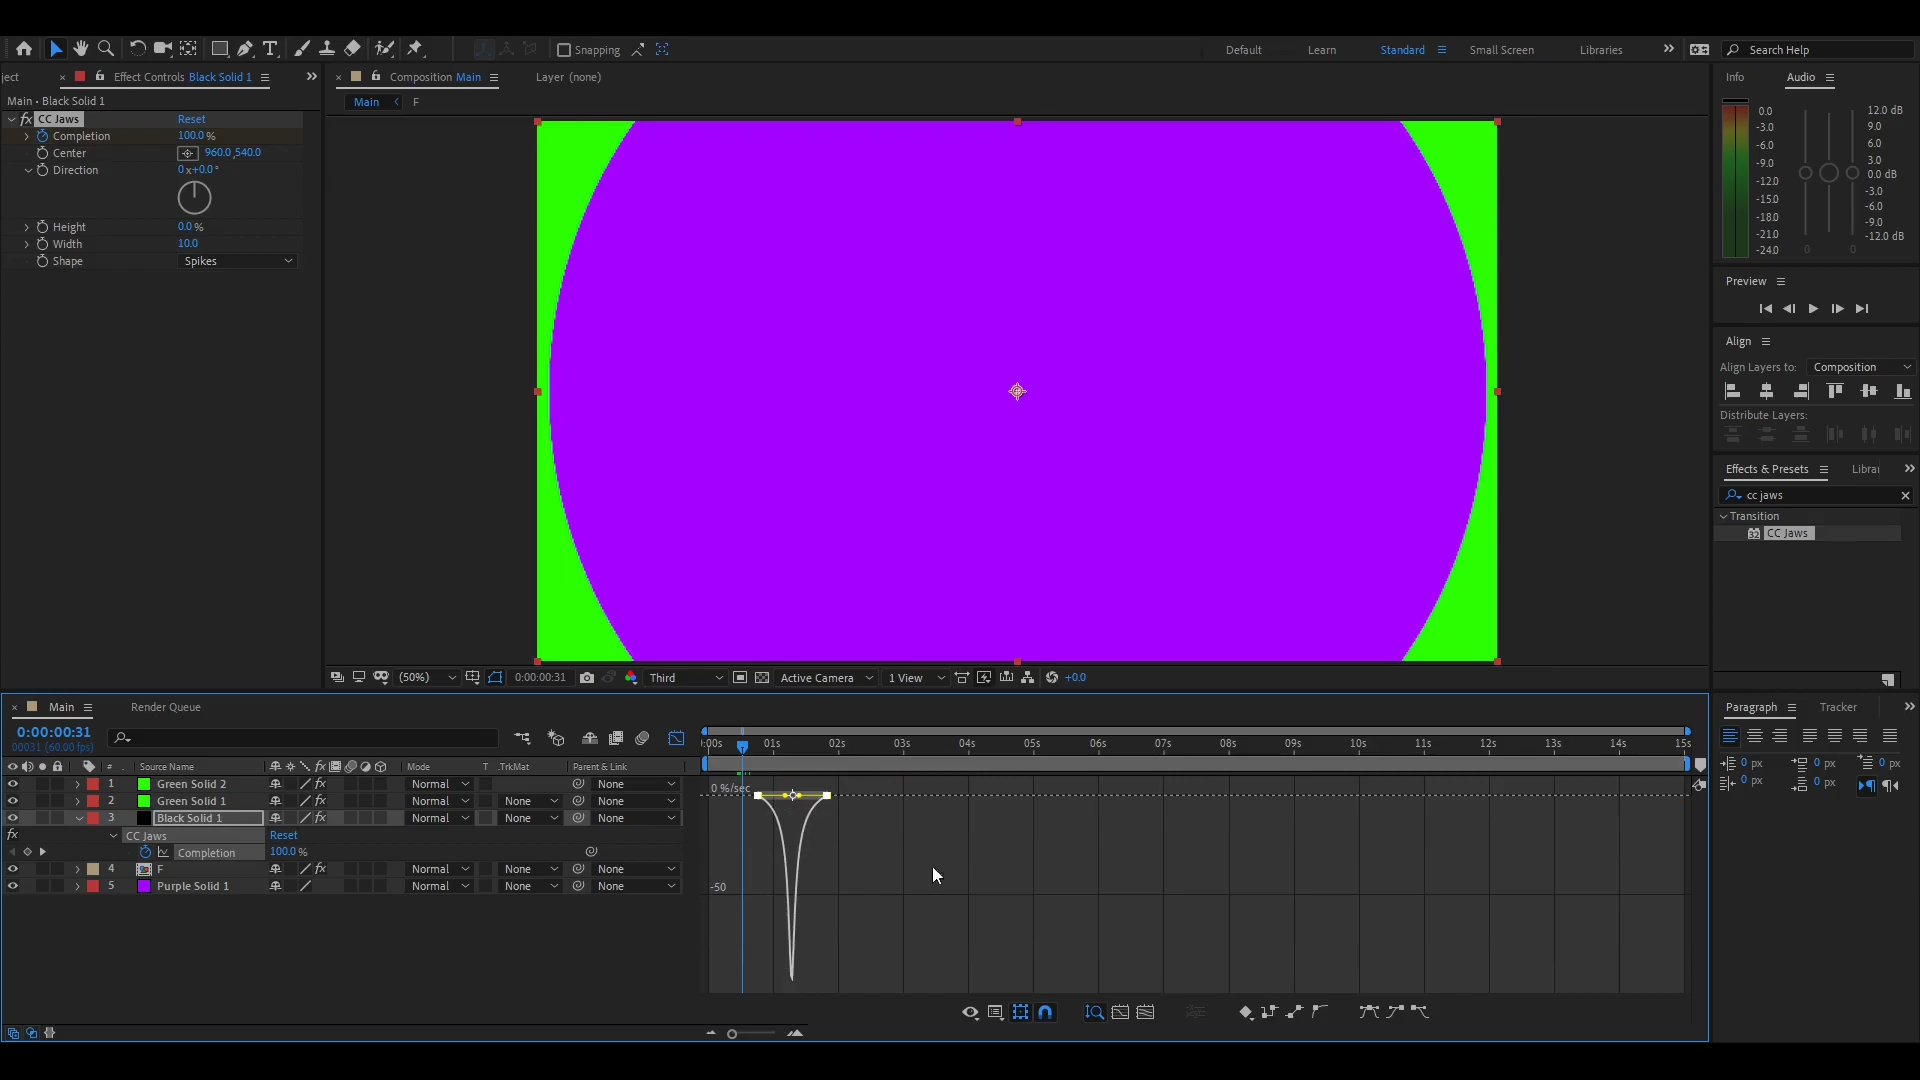 Snapping
Default
Learn
Standard
Small Screen
Libraries
Search Help
ject
Effect Controls Black Solid 1
Composition Main
Layer (none)
Info
Audio
Main • Black Solid 1
Main
F
fx CC Jaws
Reset
Completion
100.0 %
Center
960.0,540.0
Direction
0x+0.0°
Height
0.0 %
Width
10.0
Shape
Spikes
0.0
-3.0
-6.0
-9.0
-12.0
-15.0
-18.0
-21.0
-24.0
0
0
12.0 dB
9.0
6.0
3.0
0.0 dB
-3.0
-6.0
-9.0
-12.0 dB
Preview
Align
Align Layers to:
Composition
Distribute Layers:
Effects & Presets
Librar
cc jaws
Transition
32
CC Jaws
(50%)
0:00:00:31
Third
Active Camera
1 View
+0.0
Main
Render Queue
Paragraph
Tracker
0:00:00:31
00031 (60.00 fps)
#
Source Name
fx
Mode
T
.TrkMat
Parent & Link
1
Green Solid 2
Normal
None
2
Green Solid 1
Normal
None
None
3
Black Solid 1
fx
Normal
None
None
fx
CC Jaws
Reset
Completion
100.0 %
4
F
fx
Normal
None
None
5
Purple Solid 1
Normal
None
None
:00s
01s
02s
03s
04s
05s
06s
07s
08s
09s
10s
11s
12s
13s
14s
15s
0 %/sec
-50
0 px
0 px
0 px
0 px
0 px